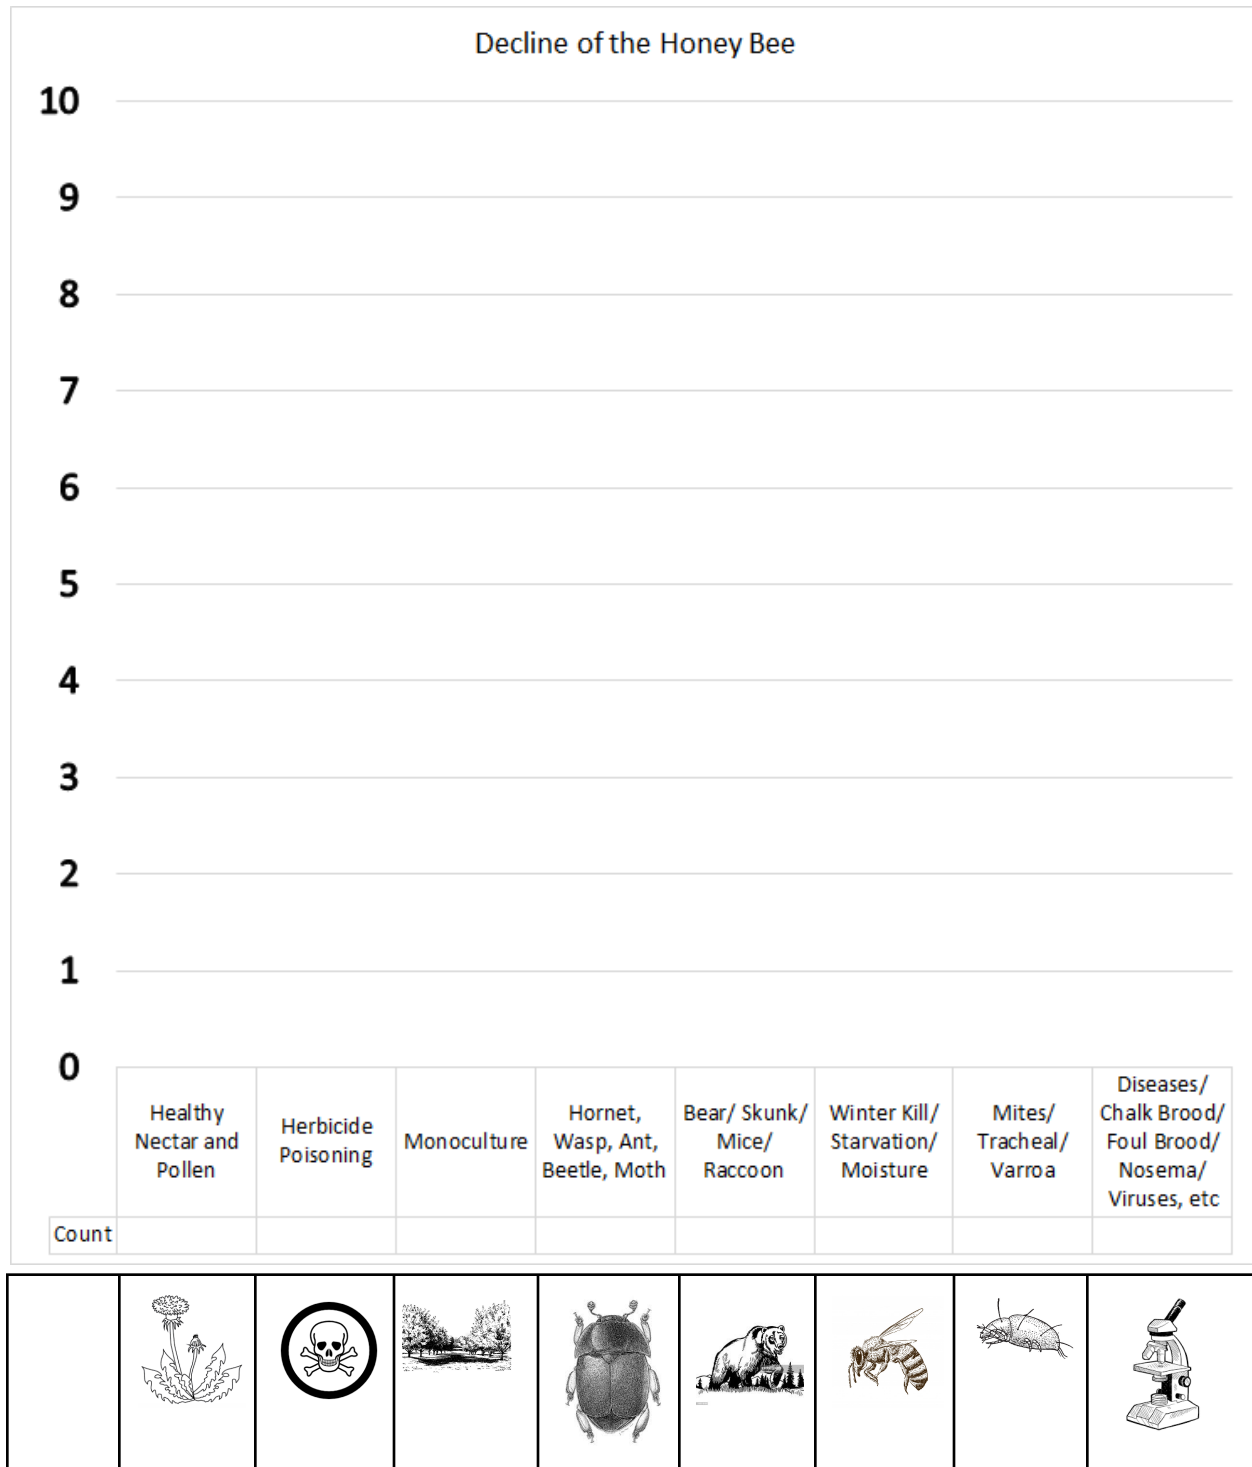 Decline of the Honey Bee
10
9
8
7
6
5
4
3
2
1
0
Healthy
Nectar and
Pollen
Herbicide
Poisoning
Monoculture
Hornet,
Wasp, Ant,
Beetle, Moth
Bear/ Skunk/
Mice/
Raccoon
Winter Kill/
Starvation/
Moisture
Mites/
Tracheal/
Varroa
Diseases/
Chalk Brood/
Foul Brood/
Nosema/
Viruses, etc
Count